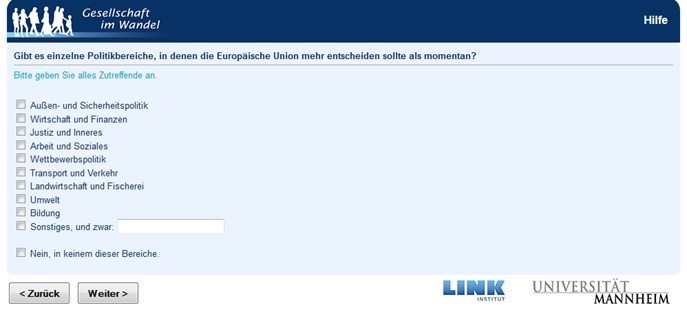 Gesellschaft
im Wandel
Hilfe
Gibt es einzelne Politikbereiche, in denen die Europäische Union mehr entscheiden sollte als momentan?
Bitte geben Sie alles Zutreffende an.
Außen- und Sicherheitspolitik
Wirtschaft und Finanzen
Justiz und Inneres
Arbeit und Soziales
Wettbewerbspolitik
Transport und Verkehr
Landwirtschaft und Fischerei
Umwelt
Bildung
Sonstiges, und zwar:
Nein, in keinem dieser Bereiche.
< Zurück Weiter >
LINK
INSTITUT
UNIVERSITÄT
MANNHEIM